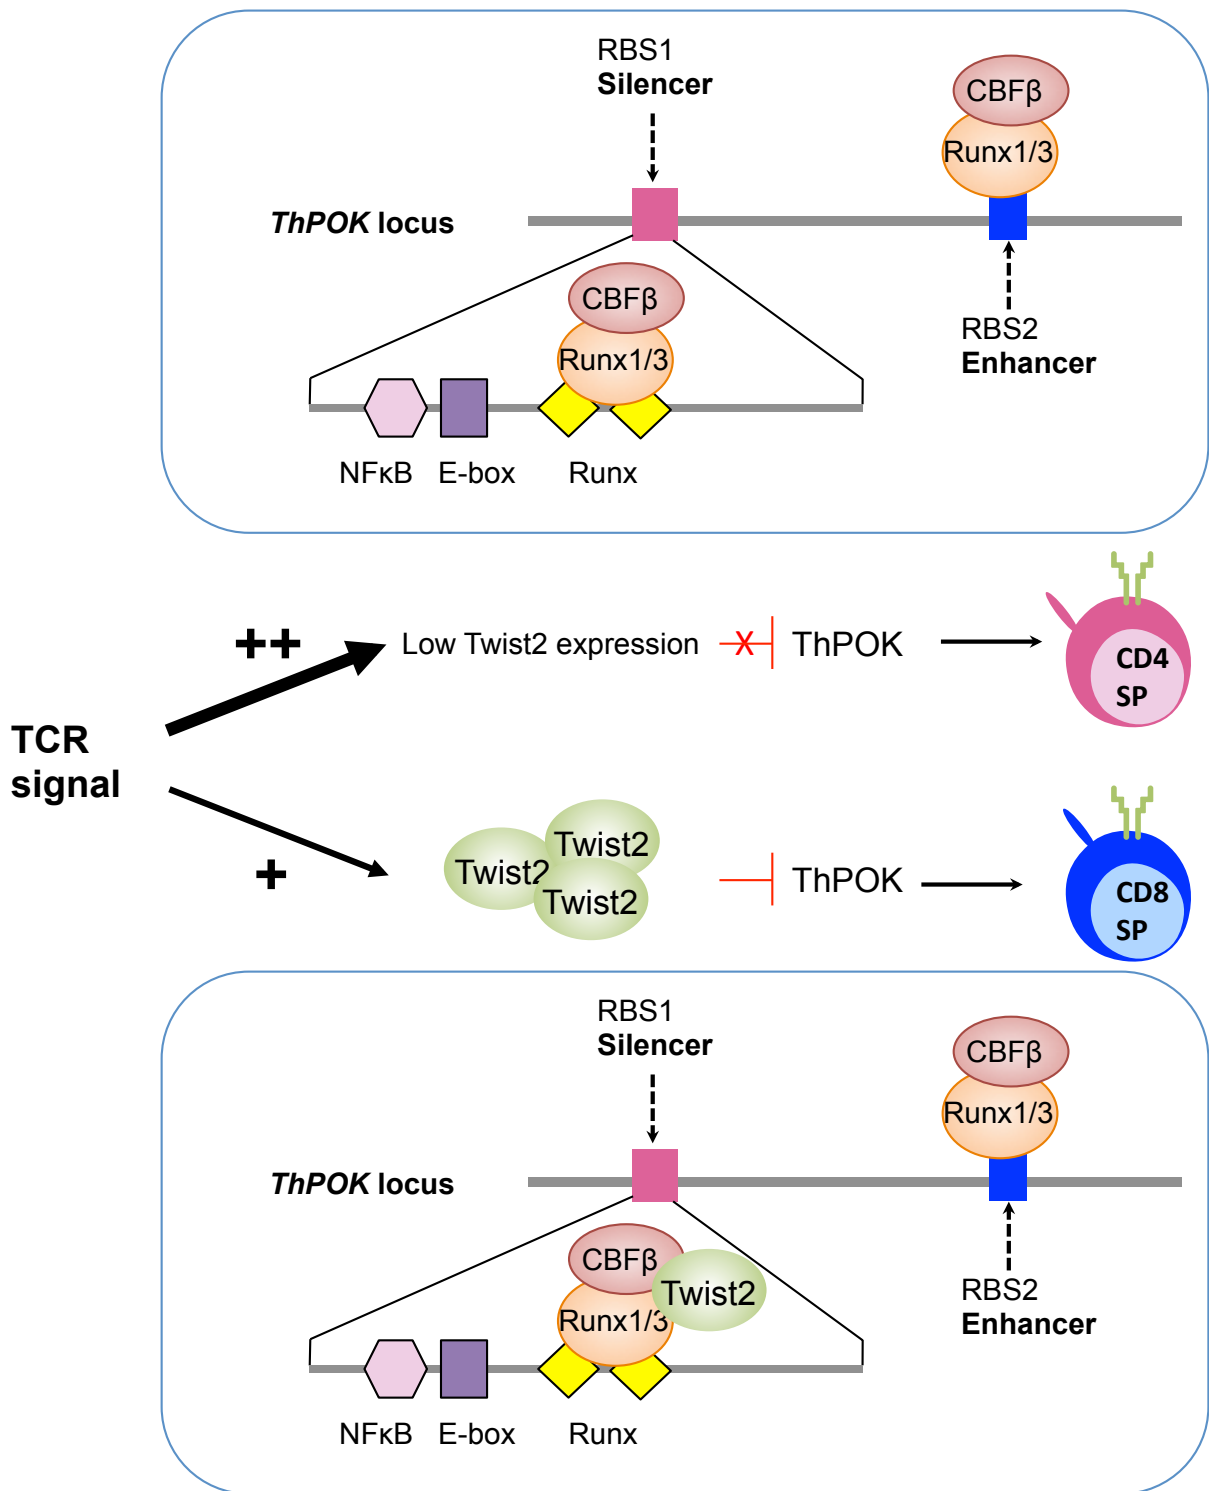 RBS1
Silencer
CBFβ
Runx1/3
ThPOK locus
CBFβ
Runx1/3
RBS2
Enhancer
NFκB E-box Runx
++
Low Twist2 expression X ThPOK
CD4
SP
TCR
signal
+
Twist2
Twist2
Twist2
ThPOK
CD8
SP
RBS1
Silencer
CBFβ
Runx1/3
ThPOK locus
CBFβ
Twist2
Runx1/3
RBS2
Enhancer
NFκB E-box Runx